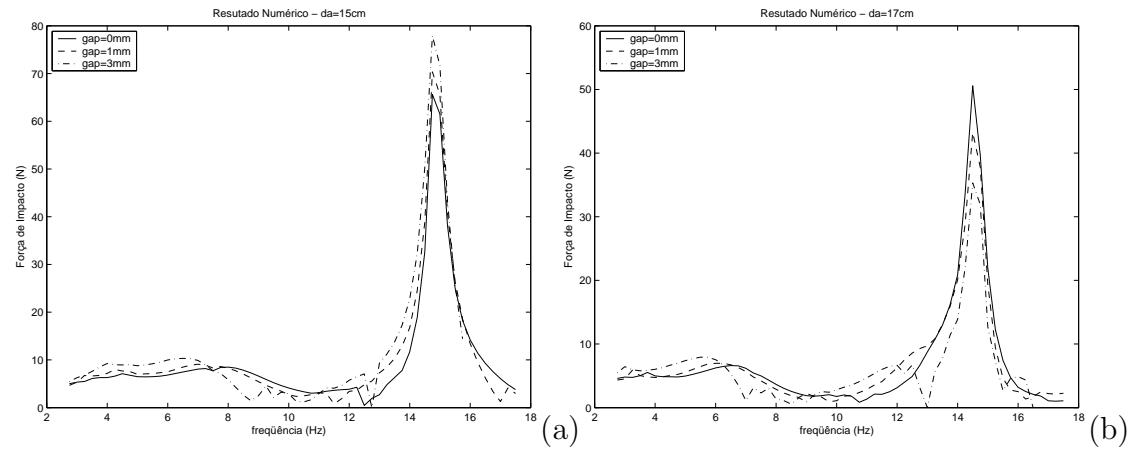 Resutado Numérico − da=15cm
gap=0mm
gap=1mm
gap=3mm
80
70
60
50
40
30
20
10
0
Força de Impacto (N)
2 4 6 8 10 12 14 16 18
freqüência (Hz)
(a)
Resutado Numérico − da=17cm
gap=0mm
gap=1mm
gap=3mm
60
50
40
30
20
10
0
Força de Impacto (N)
2 4 6 8 10 12 14 16 18
freqüência (Hz)
(b)